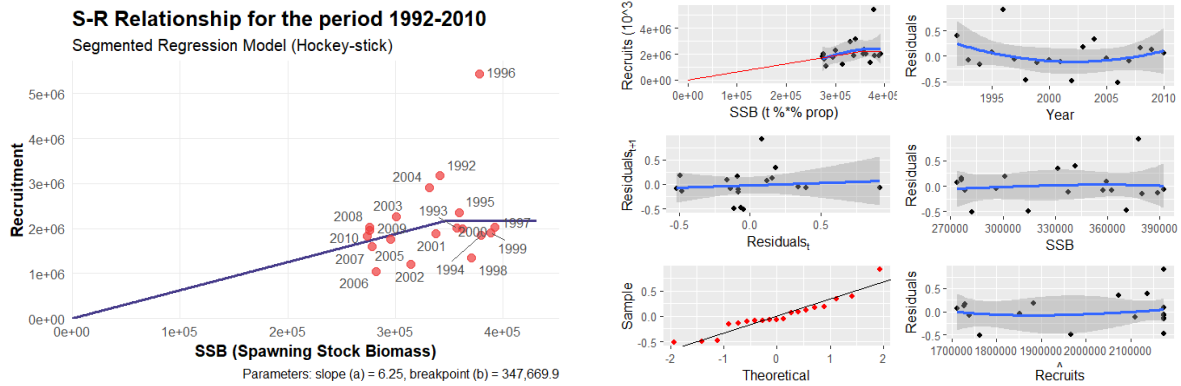 S-R Relationship for the period 1992-2010
Segmented Regression Model (Hockey-stick)
Recruitment
5e+06
4e+06
3e+06
2e+06
1e+06
0e+00
1996
1992
2004
1995
2003
1993
2008
1997
2009
2000
2010
2001
2007
2005
1999
1994
1998
2006
2002
0e+00
1e+05
2e+05
3e+05
4e+05
SSB (Spawning Stock Biomass)
Parameters: slope (a) = 6.25, breakpoint (b) = 347,669.9
Recruits (10^3
6e+06
4e+06
2e+06
0e+00
0e+00
1e+05
2e+05
3e+05
4e+05
SSB (t %*% prop)
Residuals
0.5
0.0
-0.5
1995
2000
2005
2010
Year
Residuals t+1
0.5
0.0
-0.5
-0.5
0.0
0.5
Residuals t
Residuals
0.5
0.0
-0.5
270000
300000
330000
360000
390000
SSB
Sample
0.5
0.0
-0.5
-2
-1
0
1
2
Theoretical
Residuals
0.5
0.0
-0.5
1700000
1800000
1900000
2000000
2100000
^
Recruits